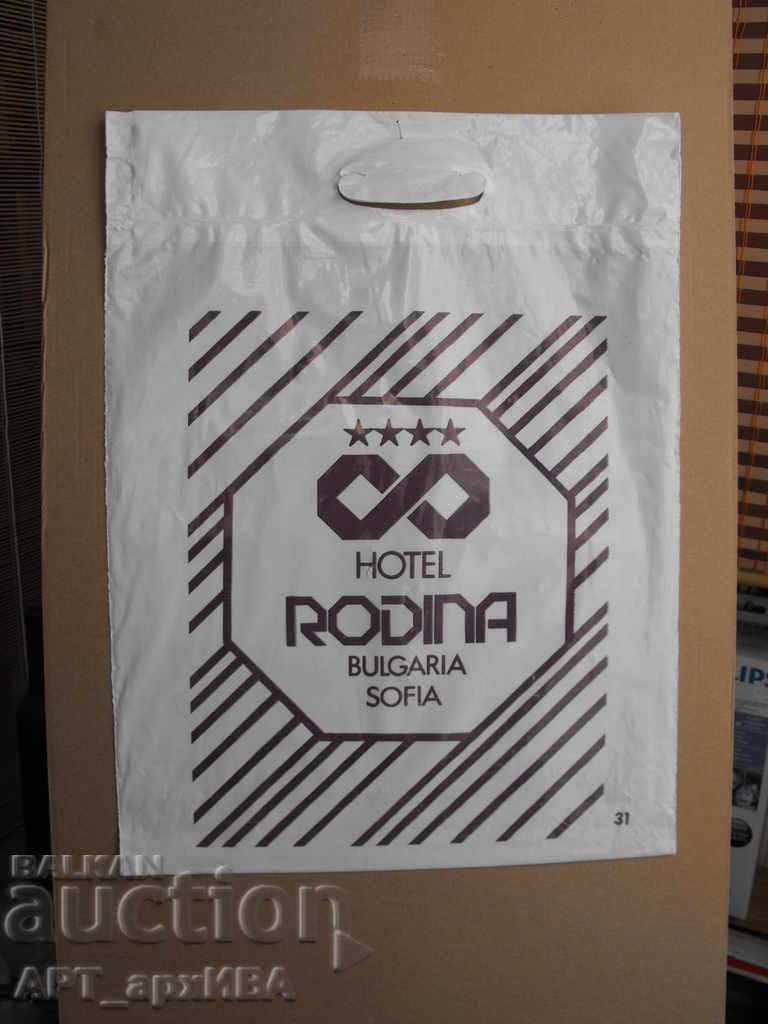 HOTEL
RODINA
BULGARIA
SOFIA
31
BALKAN
auction
АРТ_архИВА